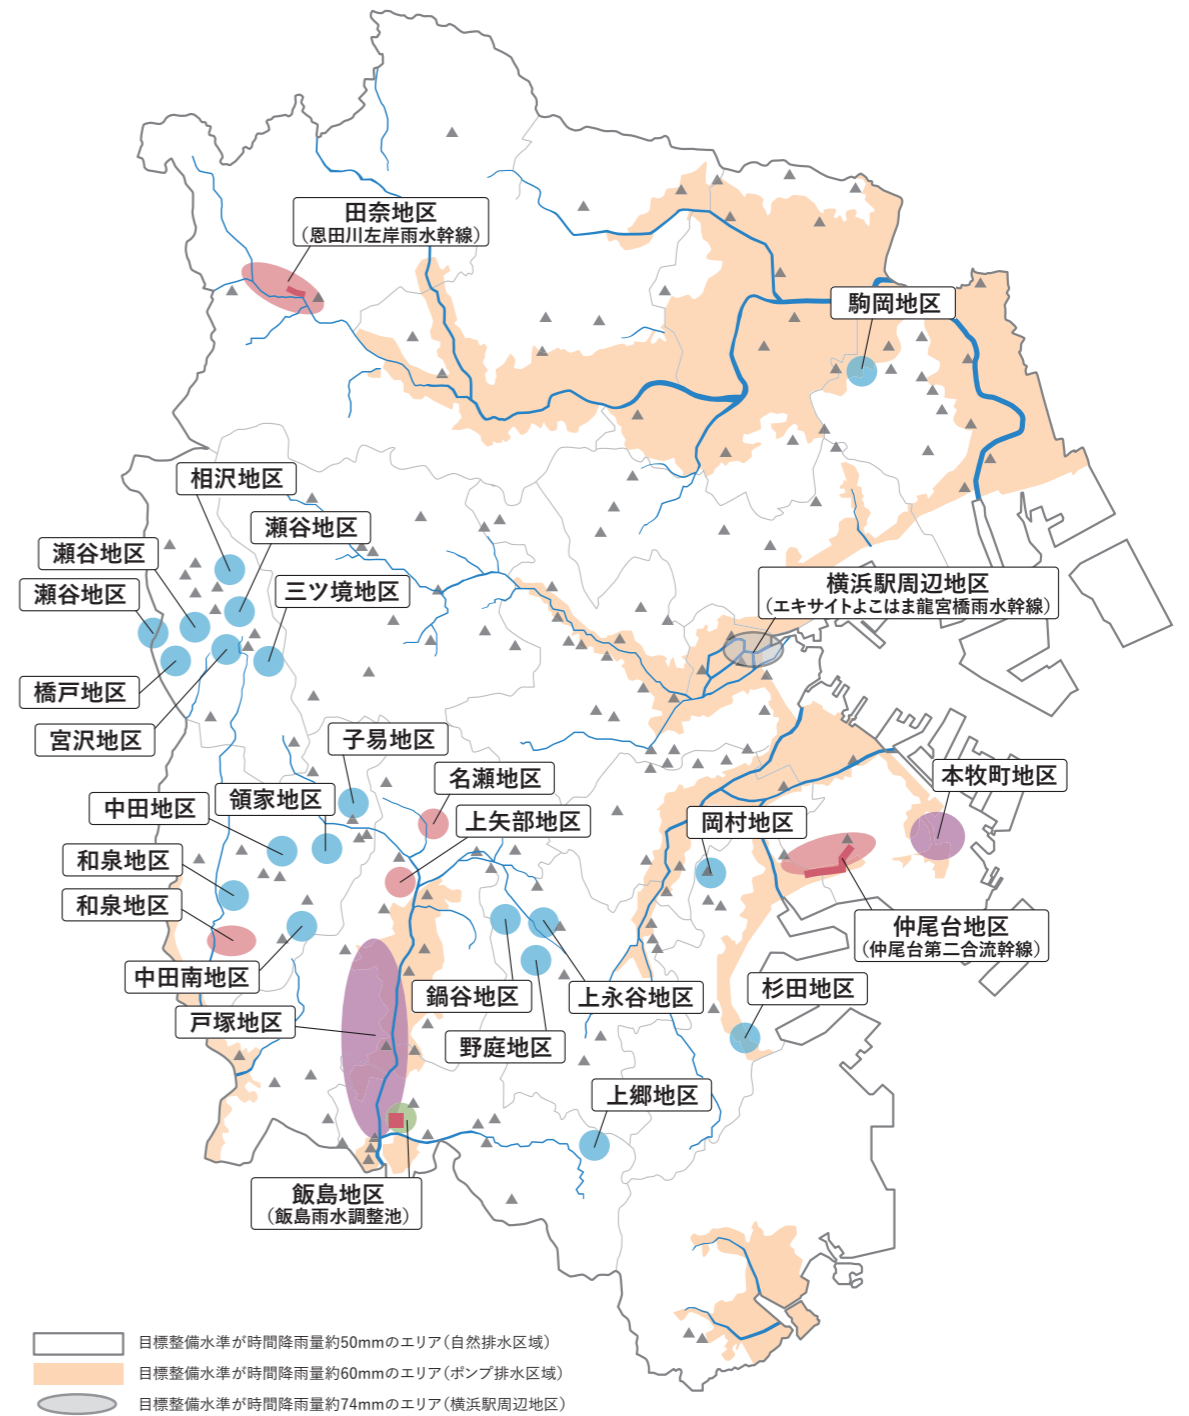 田奈地区
（恩田川左岸雨水幹線）
駒岡地区
相沢地区
瀬谷地区
瀬谷地区
瀬谷地区
三ツ境地区
横浜駅周辺地区
（エキサイトよこはま龍宮橋雨水幹線）
橋戸地区
宮沢地区
子易地区
名瀬地区
本牧町地区
領家地区
中田地区
上矢部地区
岡村地区
和泉地区
和泉地区
仲尾台地区
（仲尾台第二合流幹線）
中田南地区
鍋谷地区
上永谷地区
杉田地区
戸塚地区
野庭地区
上郷地区
飯島地区
（飯島雨水調整池）
目標整備水準が時間降雨量約50mmのエリア（自然排水区域）
目標整備水準が時間降雨量約60mmのエリア（ポンプ排水区域）
目標整備水準が時間降雨量約74mmのエリア（横浜駅周辺地区）